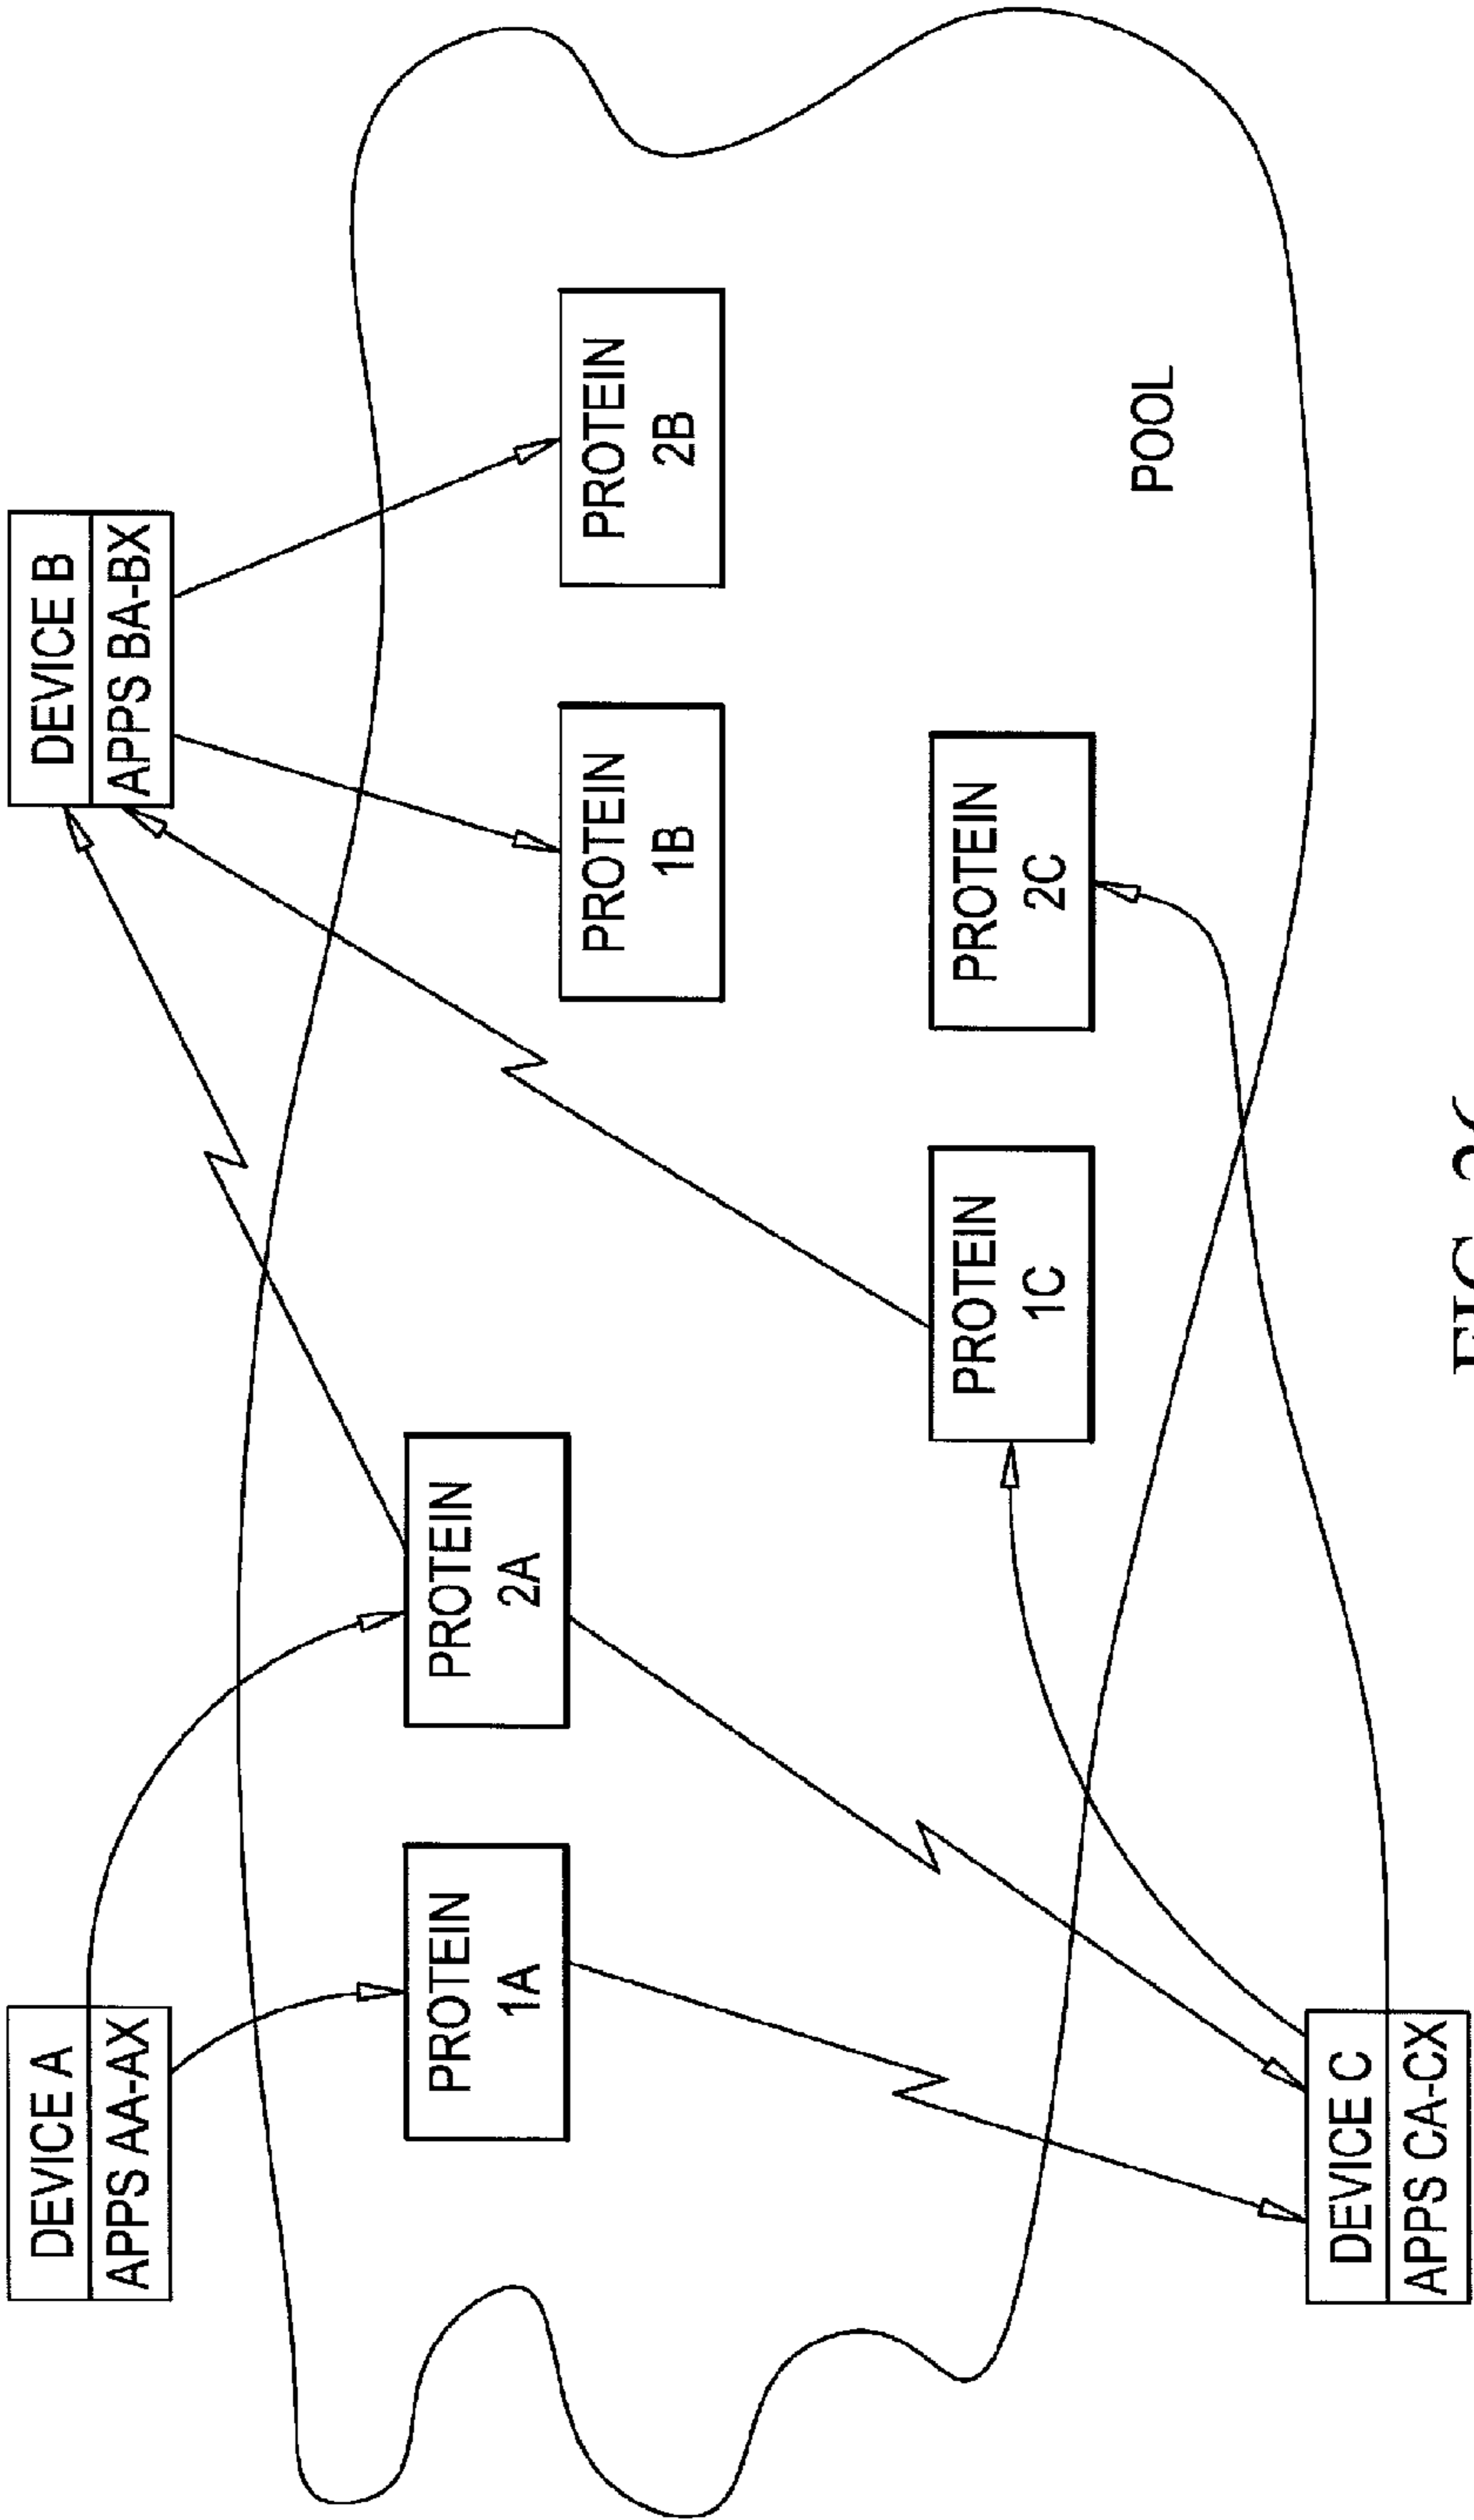 DEVICE A
APPS AA-AX
DEVICE B
APPS BA-BX
PROTEIN
1A
PROTEIN
2A
PROTEIN
1B
PROTEIN
2B
PROTEIN
1C
PROTEIN
2C
POOL
DEVICE C
APPS CA-CX